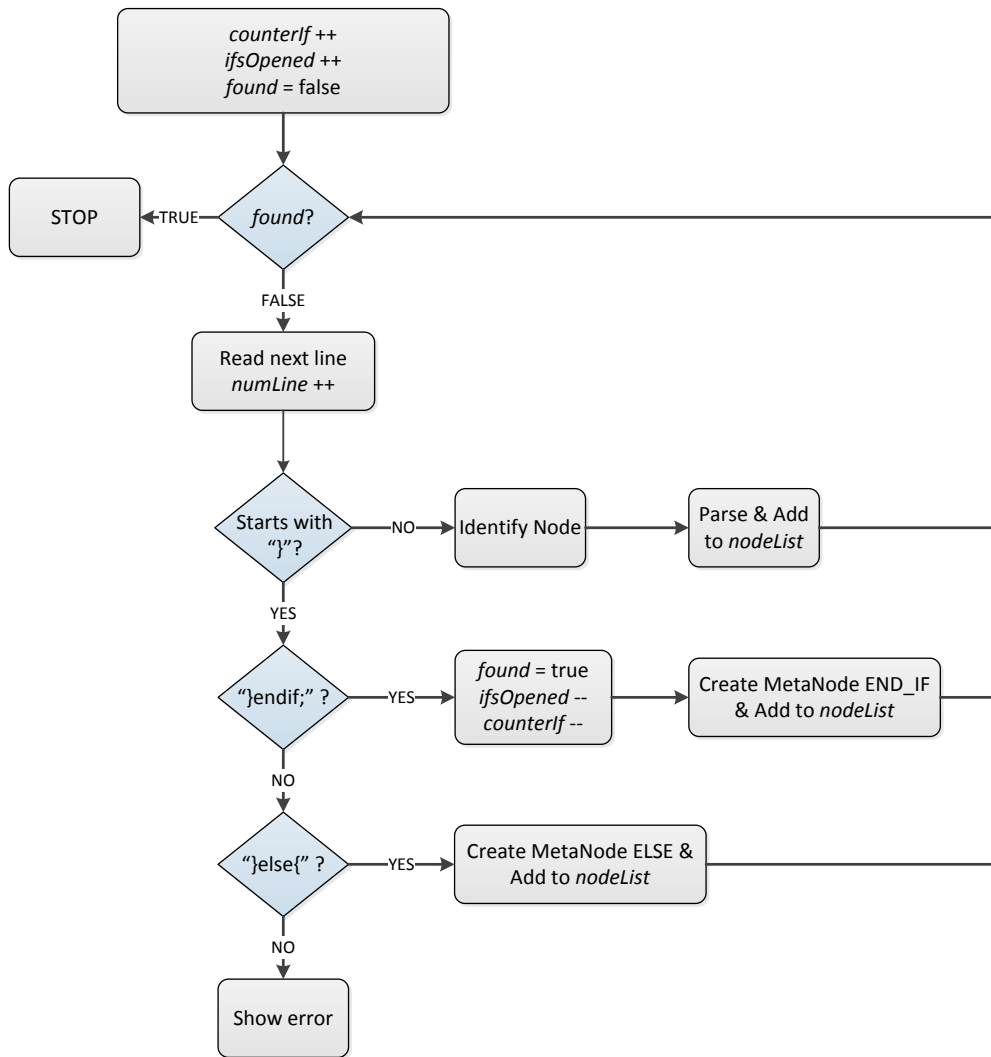 counterIf ++
ifsOpened ++
found = false
STOP
TRUE
found?
FALSE
Read next line
numLine ++
Starts with
“}”?
NO
Identify Node
Parse & Add
to nodeList
YES
“}endif;” ?
YES
found = true
ifsOpened --
counterIf --
Create MetaNode END_IF
& Add to nodeList
NO
“}else{” ?
YES
Create MetaNode ELSE &
Add to nodeList
NO
Show error